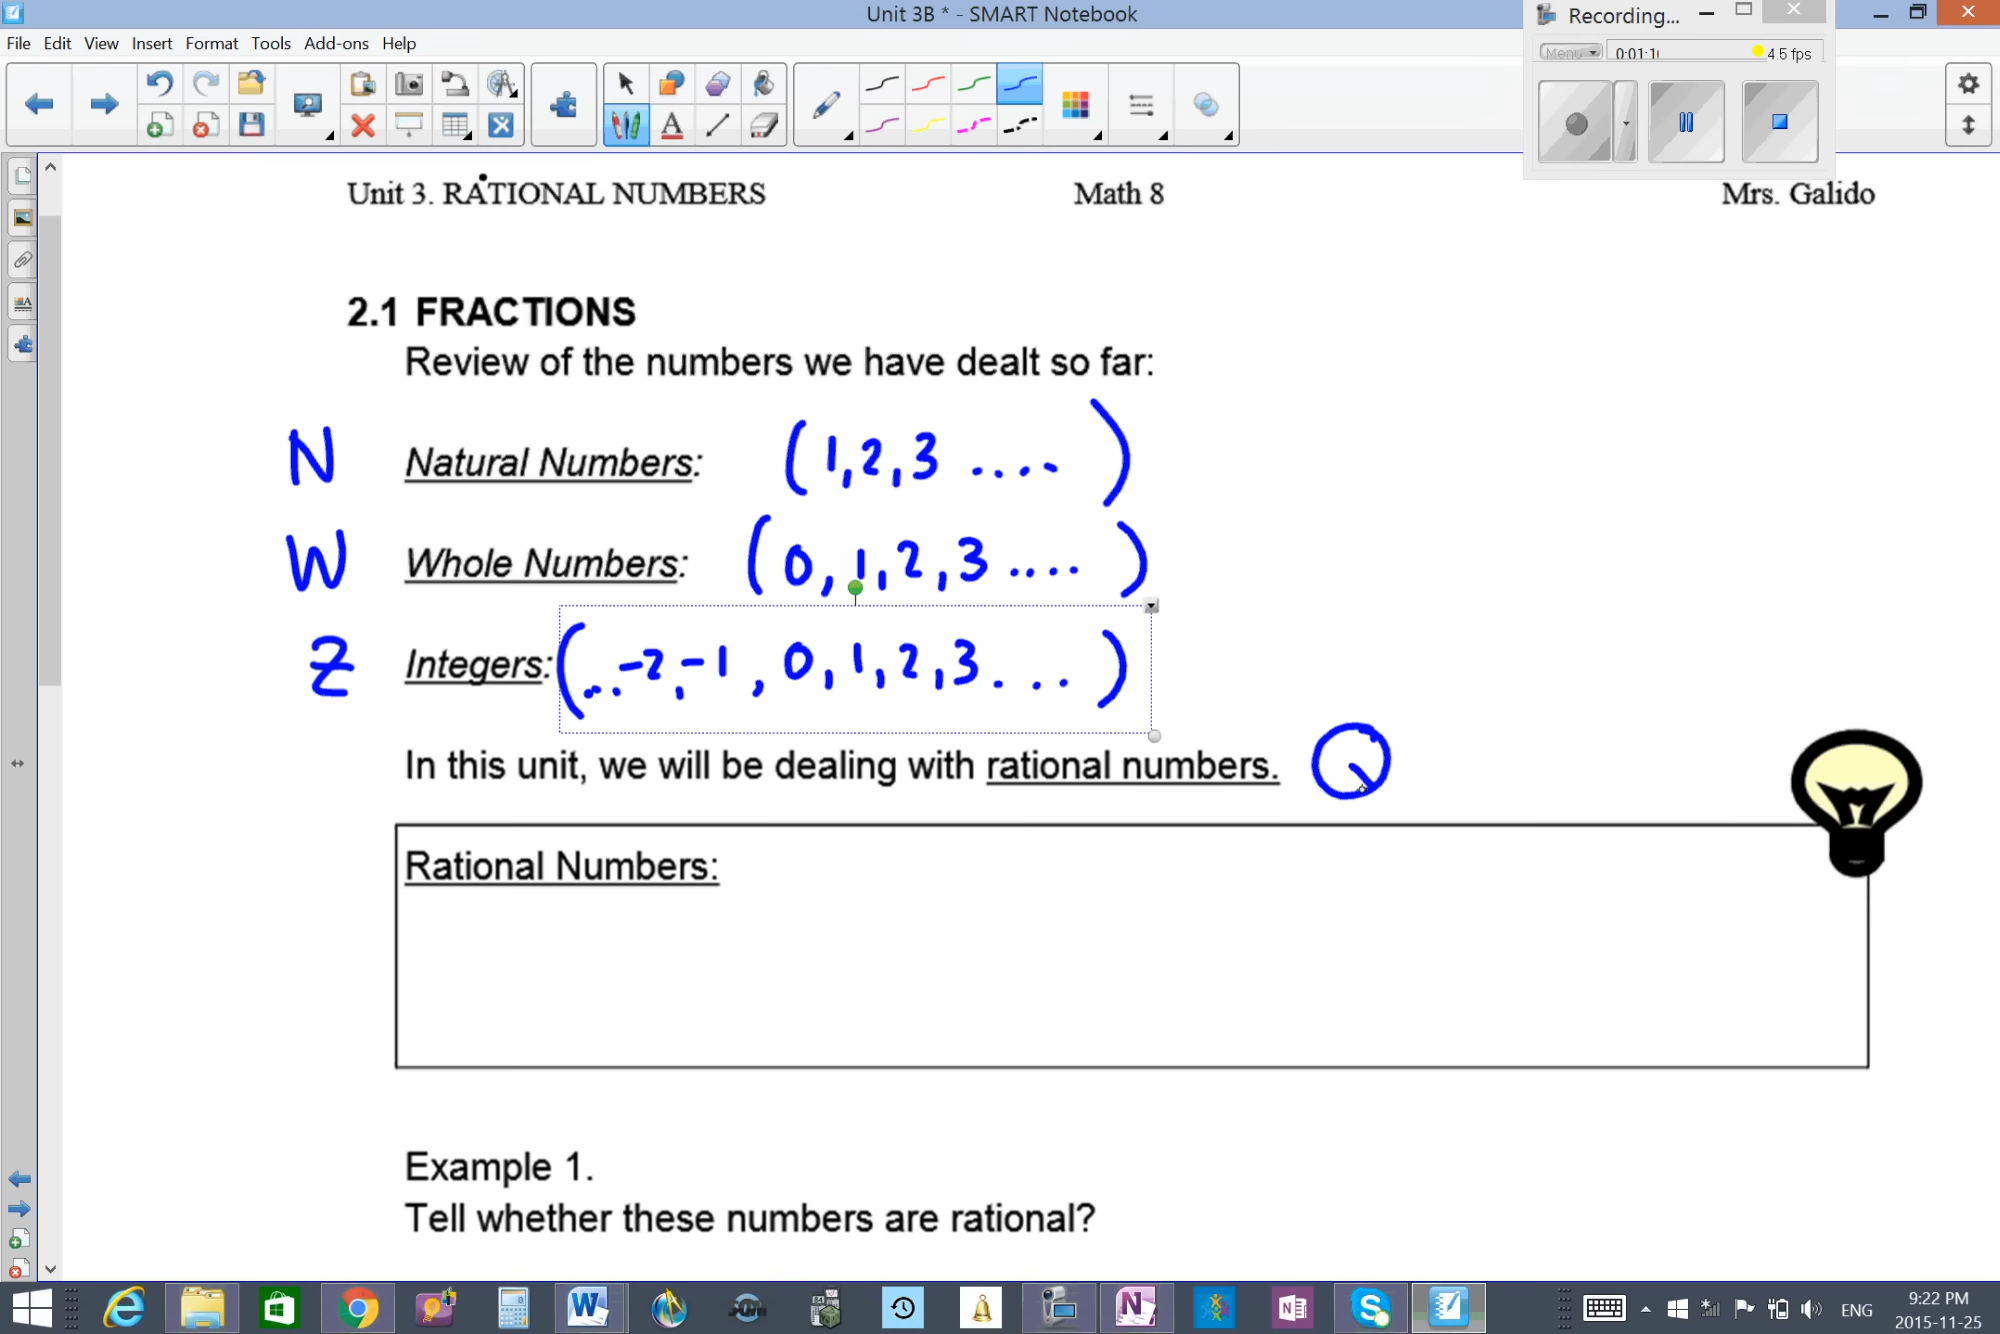 Unit 3B * - SMART Notebook
Recording...
File Edit View Insert Format Tools Add-ons Help
Menu 0:01:1 4.5 fps
Unit 3. RATIONAL NUMBERS Math 8 Mrs. Galido
2.1 FRACTIONS
Review of the numbers we have dealt so far:
N Natural Numbers: (1,2,3 ....)
W Whole Numbers: (0,1,2,3 ....)
Z Integers: (...-2,-1,0,1,2,3....)
In this unit, we will be dealing with rational numbers. Q
Rational Numbers:
Example 1.
Tell whether these numbers are rational?
ENG
9:22 PM
2015-11-25